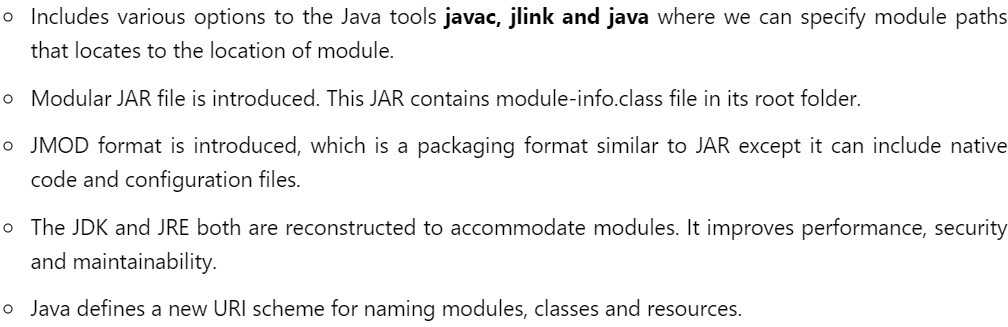 Includes various options to the Java tools javac, jlink and java where we can specify module paths
that locates to the location of module.
Modular JAR file is introduced. This JAR contains module-info.class file in its root folder.
JMOD format is introduced, which is a packaging format similar to JAR except it can include native
code and configuration files.
The JDK and JRE both are reconstructed to accommodate modules. It improves performance, security
and maintainability.
Java defines a new URI scheme for naming modules, classes and resources.